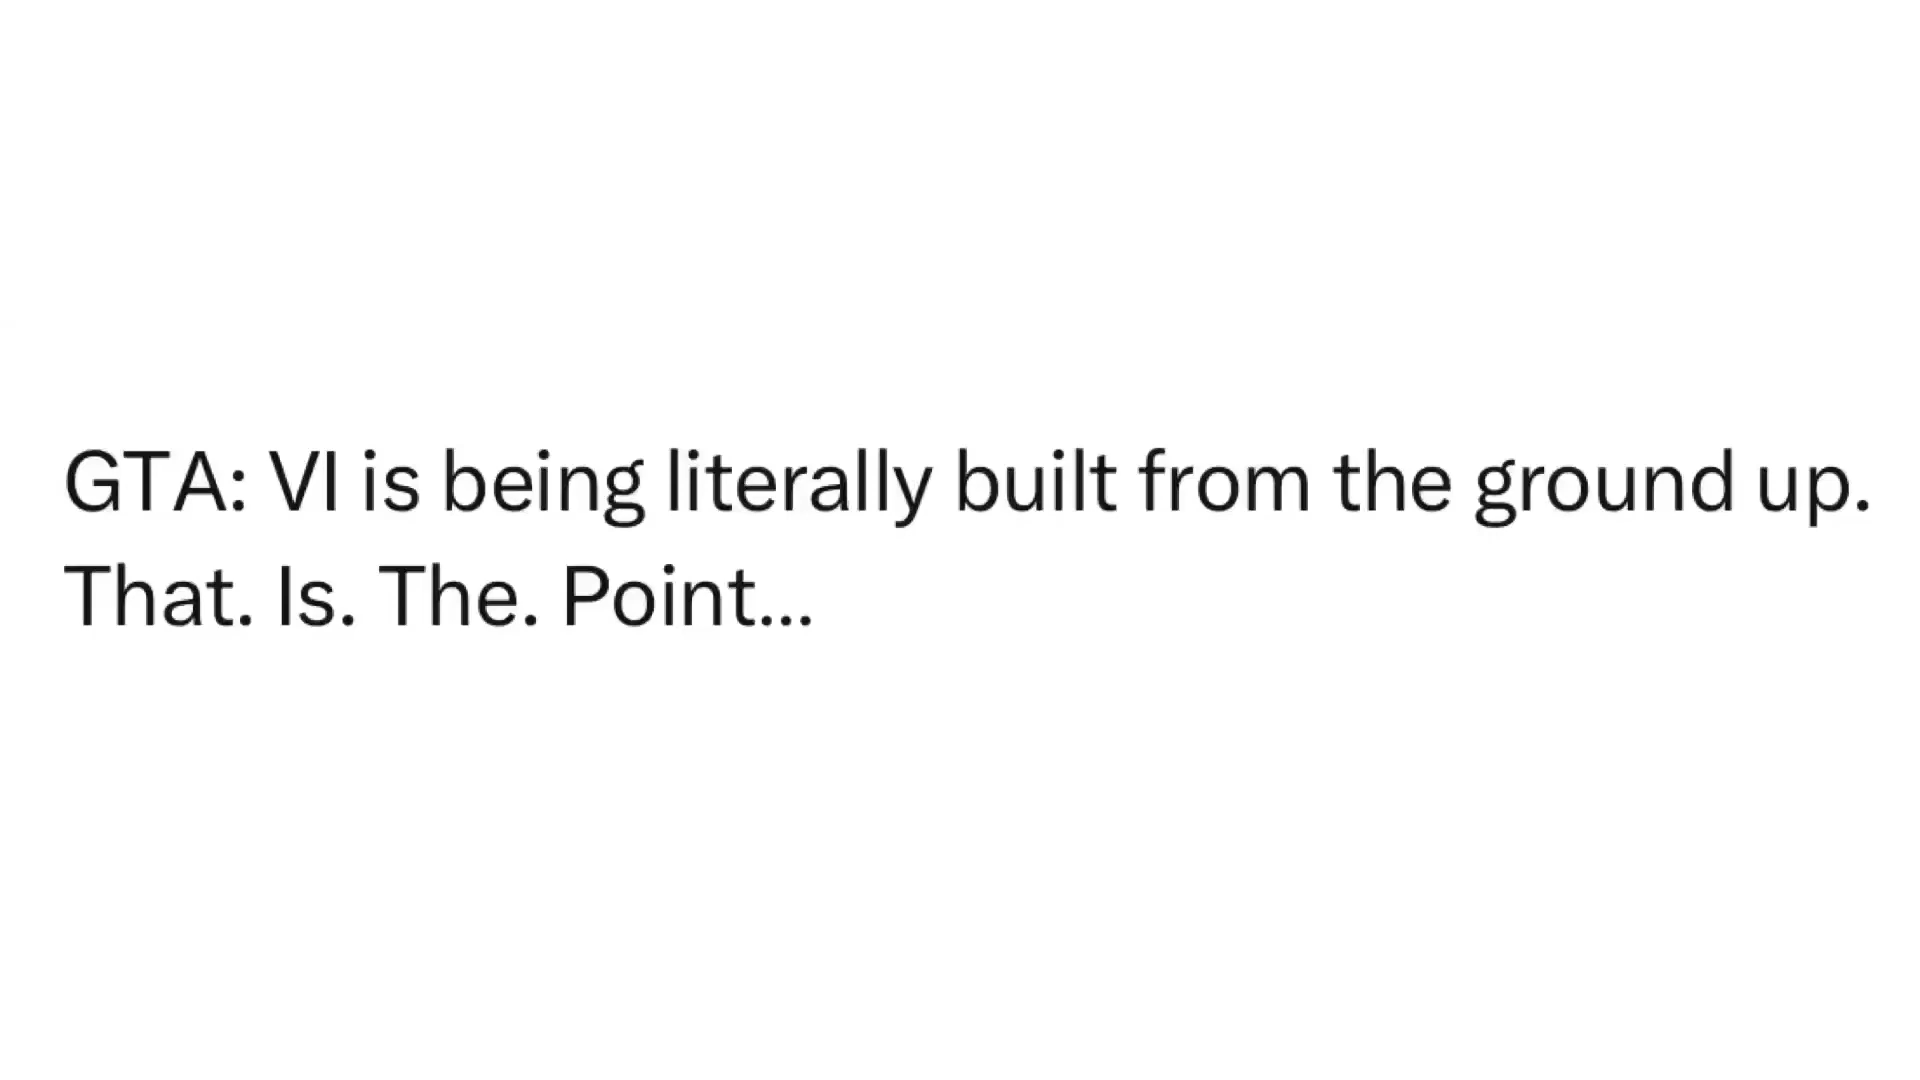 GTA: VI is being literally built from the ground up.
That. Is. The. Point...